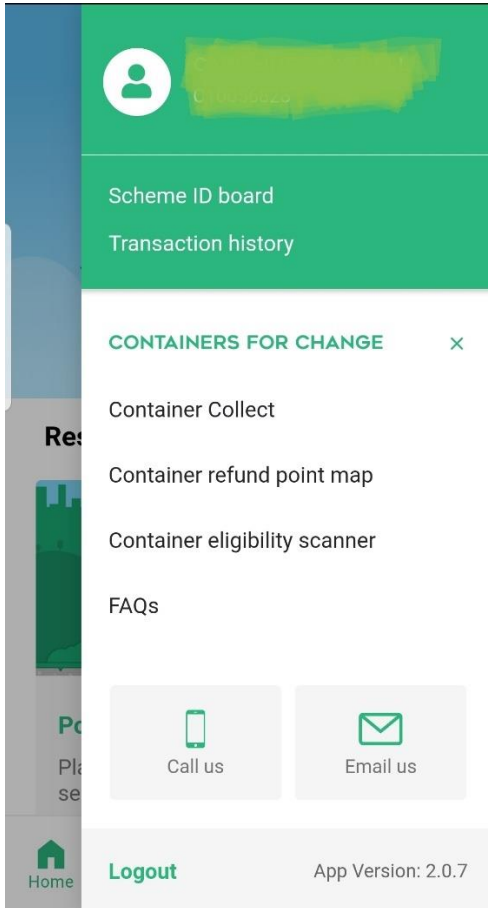 Scheme ID board
Transaction history
CONTAINERS FOR CHANGE
Container Collect
Res
Container refund point map
Container eligibility scanner
FAQs
Po
Pla
se
Call us
Email us
Home
Logout
App Version: 2.0.7